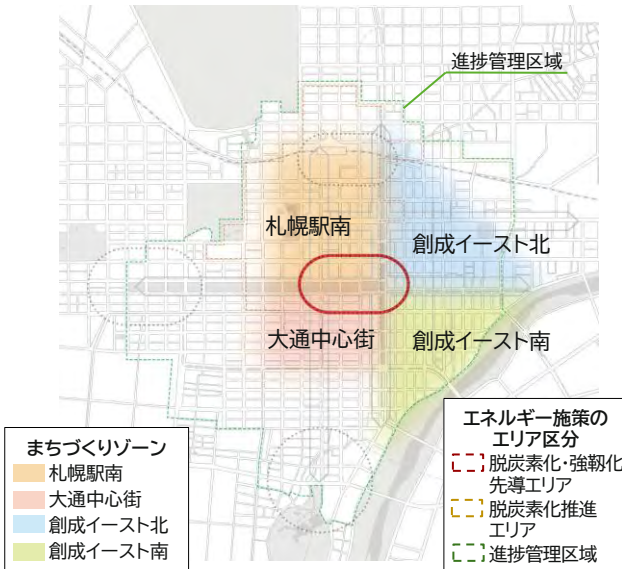 進捗管理区域
札幌駅南
創成イースト北
大通中心街
創成イースト南
まちづくりゾーン
札幌駅南
大通中心街
創成イースト北
創成イースト南
エネルギー施策の
エリア区分
脱炭素化・強靱化
先導エリア
脱炭素化推進
エリア
進捗管理区域